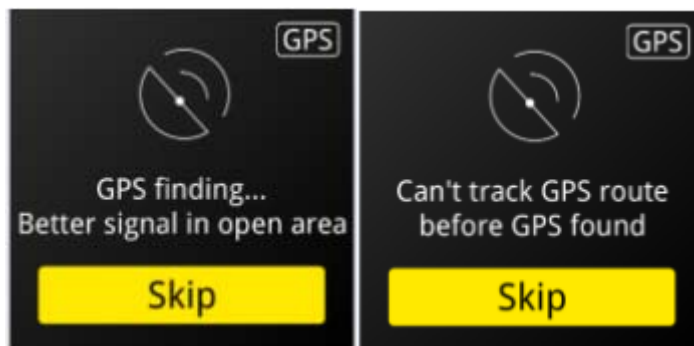 GPS
GPS finding...
Better signal in open area
Skip
GPS
Can't track GPS route
before GPS found
Skip